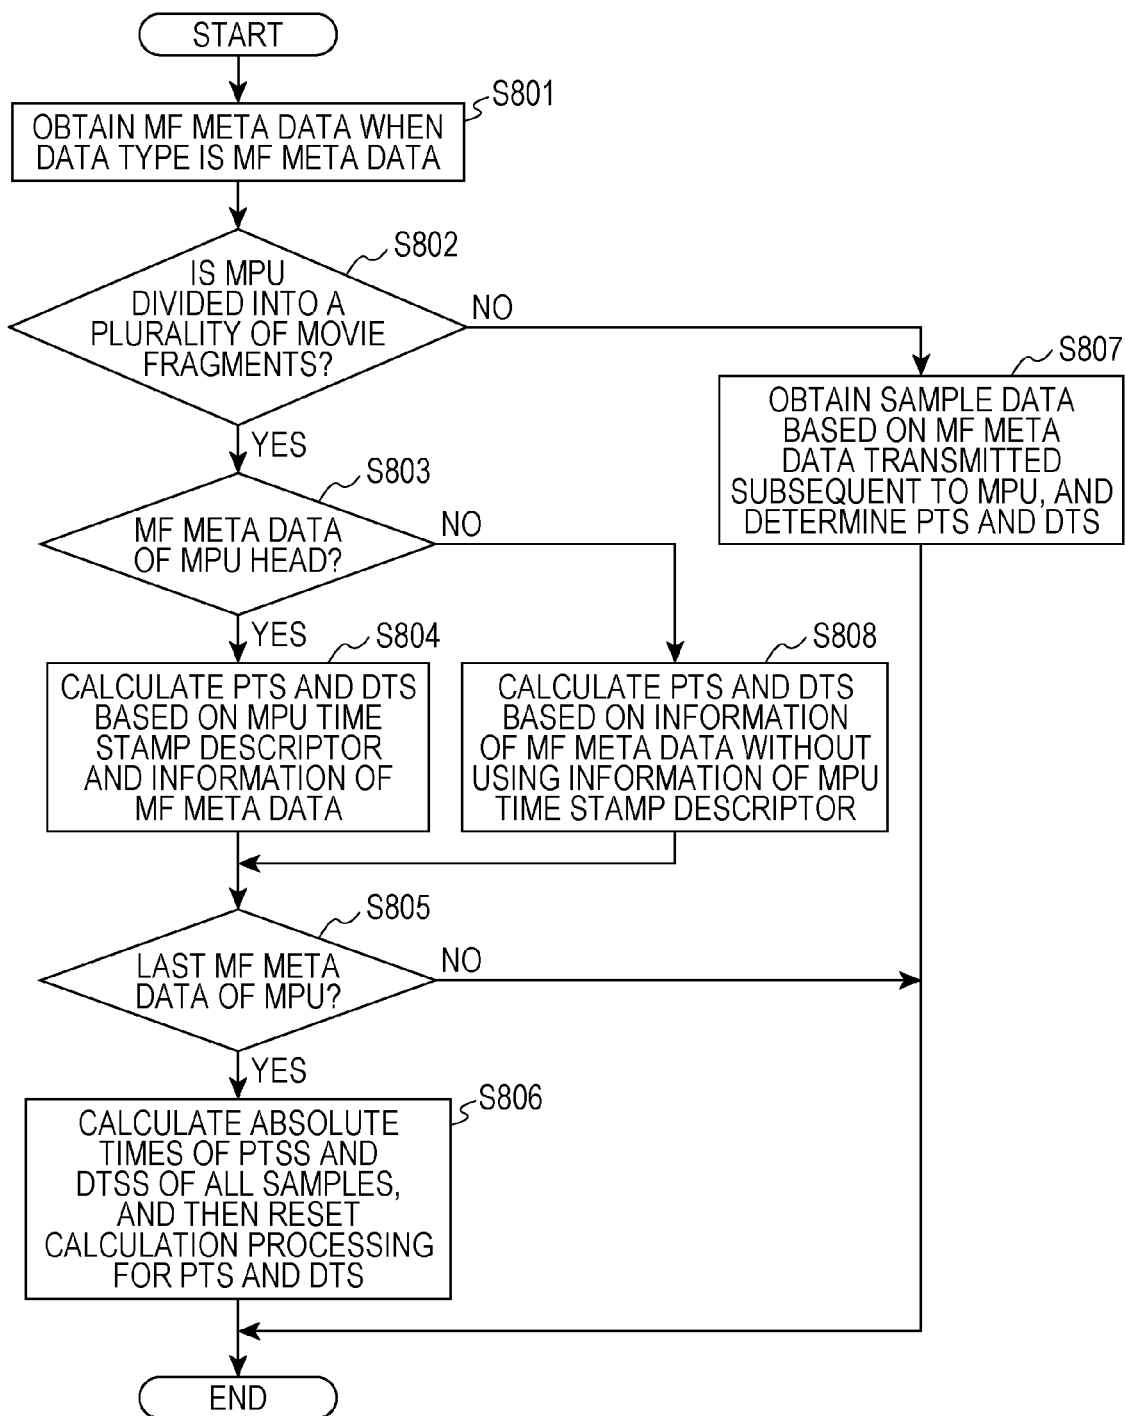 START
S801
OBTAIN MF META DATA WHEN
DATA TYPE IS MF META DATA
S802
IS MPU
DIVIDED INTO A
PLURALITY OF MOVIE
FRAGMENTS?
NO
YES
S807
OBTAIN SAMPLE DATA
BASED ON MF META
DATA TRANSMITTED
SUBSEQUENT TO MPU, AND
DETERMINE PTS AND DTS
S803
MF META DATA
OF MPU HEAD?
NO
YES
S804
CALCULATE PTS AND DTS
BASED ON MPU TIME
STAMP DESCRIPTOR
AND INFORMATION OF
MF META DATA
S808
CALCULATE PTS AND DTS
BASED ON INFORMATION
OF MF META DATA WITHOUT
USING INFORMATION OF MPU
TIME STAMP DESCRIPTOR
S805
LAST MF META
DATA OF MPU?
NO
YES
S806
CALCULATE ABSOLUTE
TIMES OF PTSS AND
DTSS OF ALL SAMPLES,
AND THEN RESET
CALCULATION PROCESSING
FOR PTS AND DTS
END